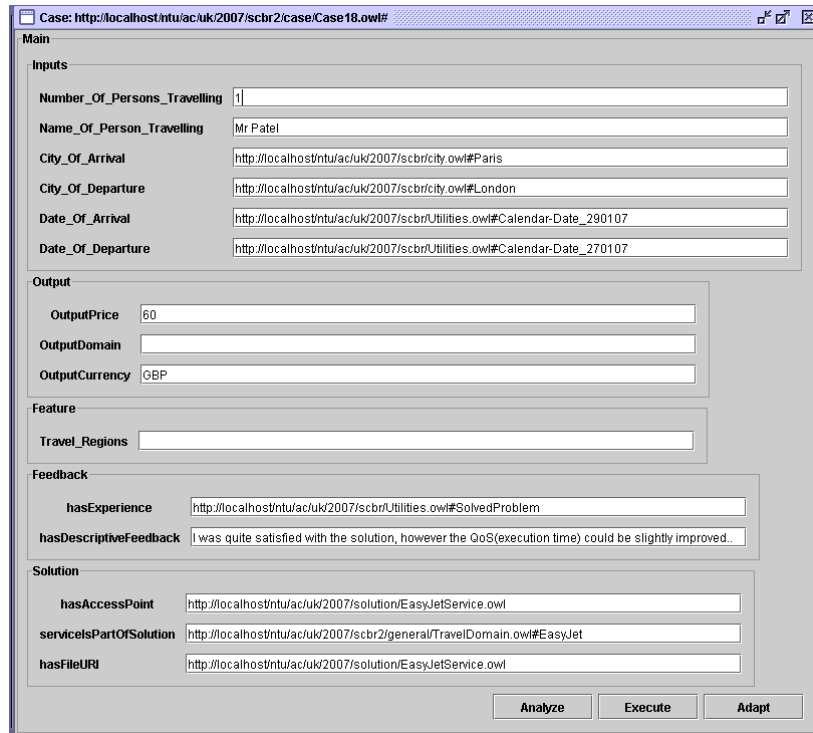 Case: http://localhost/ntu/ac/uk/2007/scbr2/case/Case18.owl#
Main
Inputs
Number_Of_Persons_Travelling 1
Name_Of_Person_Travelling Mr Patel
City_Of_Arrival http://localhost/ntu/ac/uk/2007/scbr/city.owl#Paris
City_Of_Departure http://localhost/ntu/ac/uk/2007/scbr/city.owl#London
Date_Of_Arrival http://localhost/ntu/ac/uk/2007/scbr/Utilities.owl#Calendar-Date_290107
Date_Of_Departure http://localhost/ntu/ac/uk/2007/scbr/Utilities.owl#Calendar-Date_270107
Output
OutputPrice 60
OutputDomain
OutputCurrency GBP
Feature
Travel_Regions
Feedback
hasExperience http://localhost/ntu/ac/uk/2007/scbr/Utilities.owl#SolvedProblem
hasDescriptiveFeedback I was quite satisfied with the solution, however the QoS(execution time) could be slightly improved..
Solution
hasAccessPoint http://localhost/ntu/ac/uk/2007/solution/EasyJetService.owl
serviceIsPartOfSolution http://localhost/ntu/ac/uk/2007/scbr2/general/TravelDomain.owl#EasyJet
hasFileURI http://localhost/ntu/ac/uk/2007/solution/EasyJetService.owl
Analyze Execute Adapt